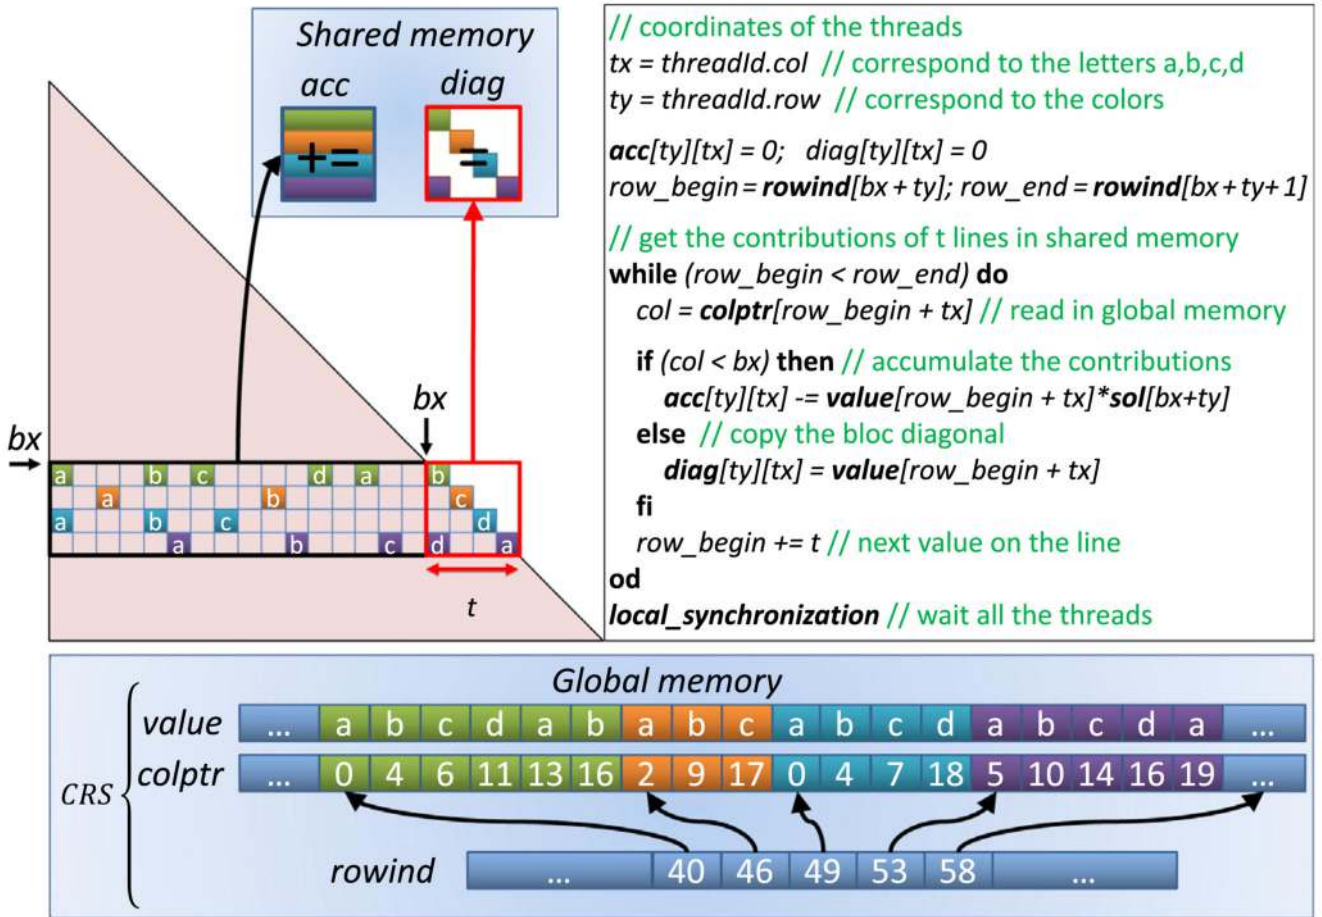 Shared memory
acc
diag
+=
=
bx
bx
a b c d a b
a b c
a b c d
a b c d a
t
// coordinates of the threads
tx = threadId.col // correspond to the letters a,b,c,d
ty = threadId.row // correspond to the colors
acc[ty][tx] = 0; diag[ty][tx] = 0
row_begin = rowind[bx + ty]; row_end = rowind[bx + ty + 1]
// get the contributions of t lines in shared memory
while (row_begin < row_end) do
col = colptr[row_begin + tx] // read in global memory
if (col < bx) then // accumulate the contributions
acc[ty][tx] -= value[row_begin + tx]*sol[bx+ty]
else // copy the bloc diagonal
diag[ty][tx] = value[row_begin + tx]
fi
row_begin += t // next value on the line
od
local_synchronization // wait all the threads
Global memory
CRS
value ... a b c d a b a b c a b c d a b c d a ...
colptr ... 0 4 6 11 13 16 2 9 17 0 4 7 18 5 10 14 16 19 ...
rowind ... 40 46 49 53 58 ...